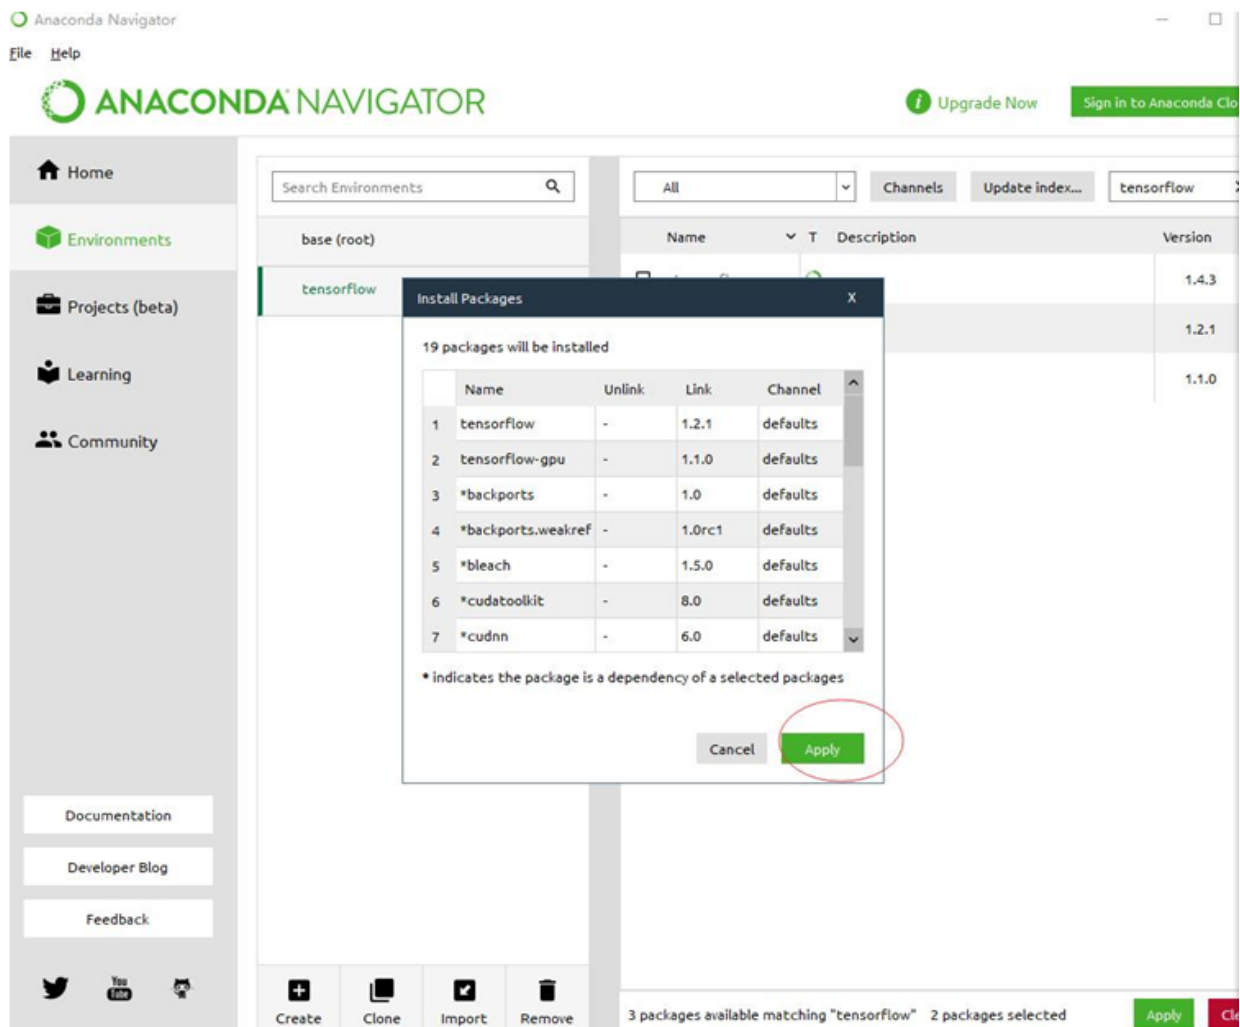 Anaconda Navigator
File Help
ANACONDA NAVIGATOR
i Upgrade Now
Sign in to Anaconda Clo
Home
Environments
Projects (beta)
Learning
Community
Documentation
Developer Blog
Feedback
You
Tube
Search Environments
base (root)
tensorflow
Create Clone Import Remove
All Channels Update index... tensorflow
Name T Description Version
1.4.3
1.2.1
1.1.0
Install Packages X
19 packages will be installed
Name Unlink Link Channel
1 tensorflow - 1.2.1 defaults
2 tensorflow-gpu - 1.1.0 defaults
3 *backports - 1.0 defaults
4 *backports.weakref - 1.0rc1 defaults
5 *bleach - 1.5.0 defaults
6 *cudatoolkit - 8.0 defaults
7 *cudnn - 6.0 defaults
* indicates the package is a dependency of a selected packages
Cancel Apply
3 packages available matching "tensorflow" 2 packages selected
Apply Cle